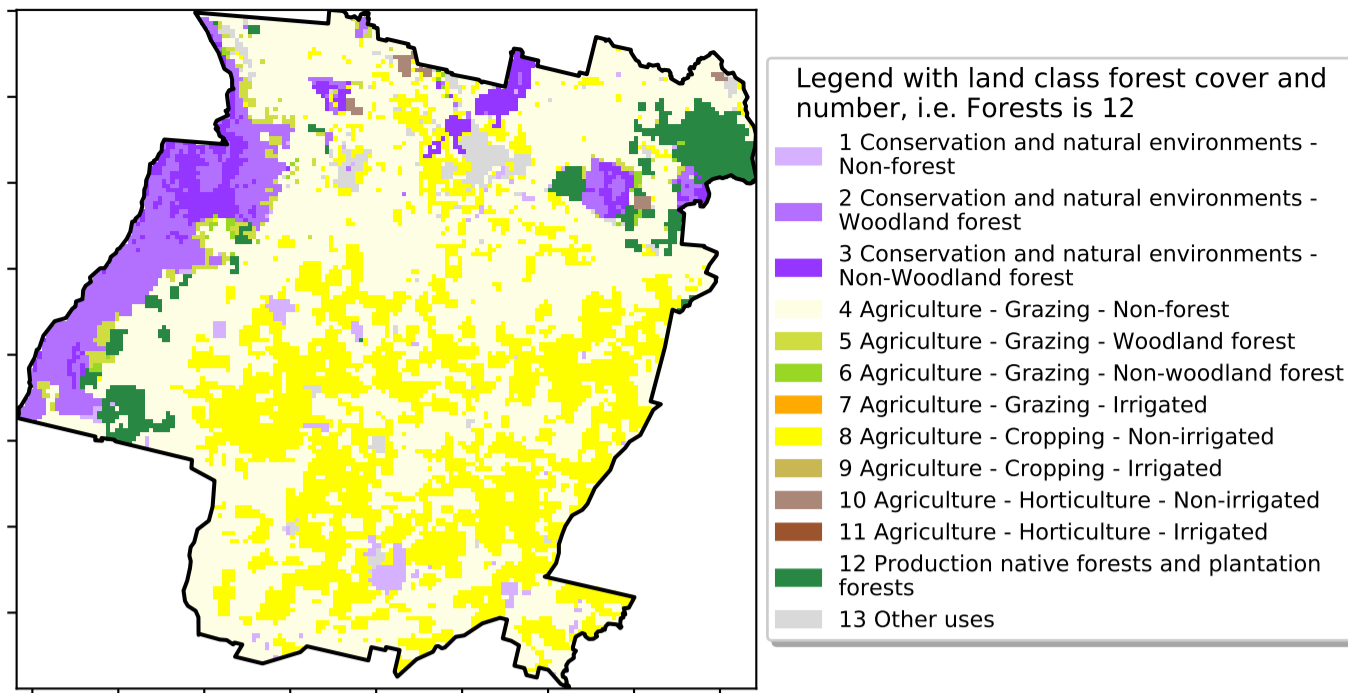 Legend with land class forest cover and
number, i.e. Forests is 12
1 Conservation and natural environments -
Non-forest
2 Conservation and natural environments -
Woodland forest
3 Conservation and natural environments -
Non-Woodland forest
4 Agriculture - Grazing - Non-forest
5 Agriculture - Grazing - Woodland forest
6 Agriculture - Grazing - Non-woodland forest
7 Agriculture - Grazing - Irrigated
8 Agriculture - Cropping - Non-irrigated
9 Agriculture - Cropping - Irrigated
10 Agriculture - Horticulture - Non-irrigated
11 Agriculture - Horticulture - Irrigated
12 Production native forests and plantation
forests
13 Other uses